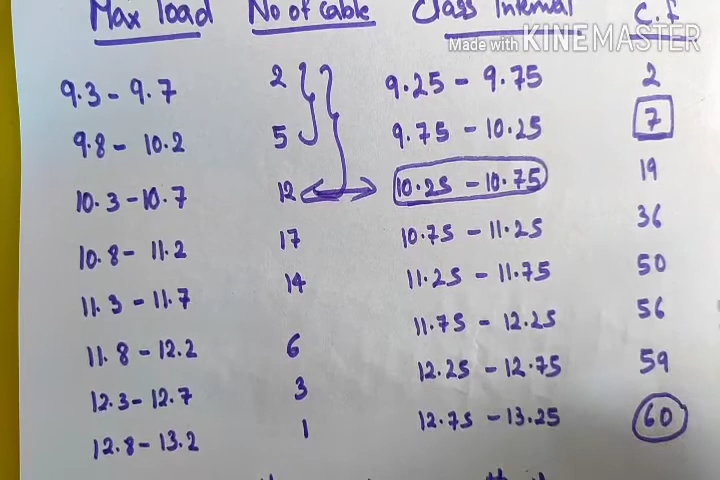 Max load No of cable Class Interval C.f
Made with KINEMASTER
9.3 - 9.7 2 9.25 - 9.75 2
9.8 - 10.2 5 9.75 - 10.25 7
10.3 - 10.7 12 10.25 - 10.75 19
10.8 - 11.2 17 10.75 - 11.25 36
11.3 - 11.7 14 11.25 - 11.75 50
11.8 - 12.2 6 11.75 - 12.25 56
12.3 - 12.7 3 12.25 - 12.75 59
12.8 - 13.2 1 12.75 - 13.25 60